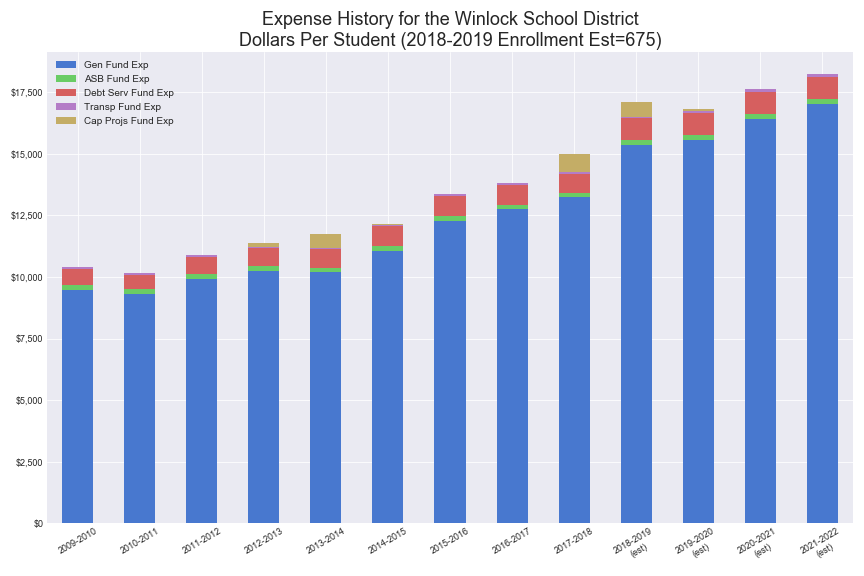 Expense History for the Winlock School District
Dollars Per Student (2018-2019 Enrollment Est=675)
Gen Fund Exp
ASB Fund Exp
Debt Serv Fund Exp
Transp Fund Exp
Cap Projs Fund Exp
$17,500
$15,000
$12,500
$10,000
$7,500
$5,000
$2,500
$0
2009-2010
2010-2011
2011-2012
2012-2013
2013-2014
2014-2015
2015-2016
2016-2017
2017-2018
2018-2019
(est)
2019-2020
(est)
2020-2021
(est)
2021-2022
(est)